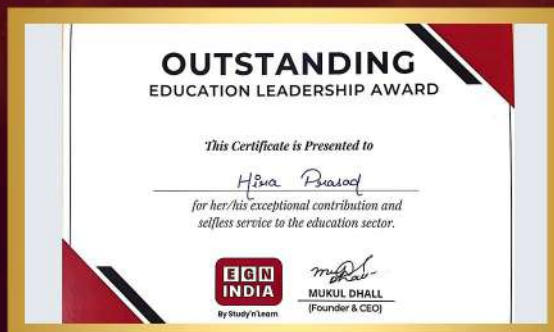 OUTSTANDING
EDUCATION LEADERSHIP AWARD
This Certificate is Presented to
Hira Prasad
for her/his exceptional contribution and
selfless service to the education sector.
EGN
INDIA
By Study'n'Learn
MUKUL DHALL
(Founder & CEO)